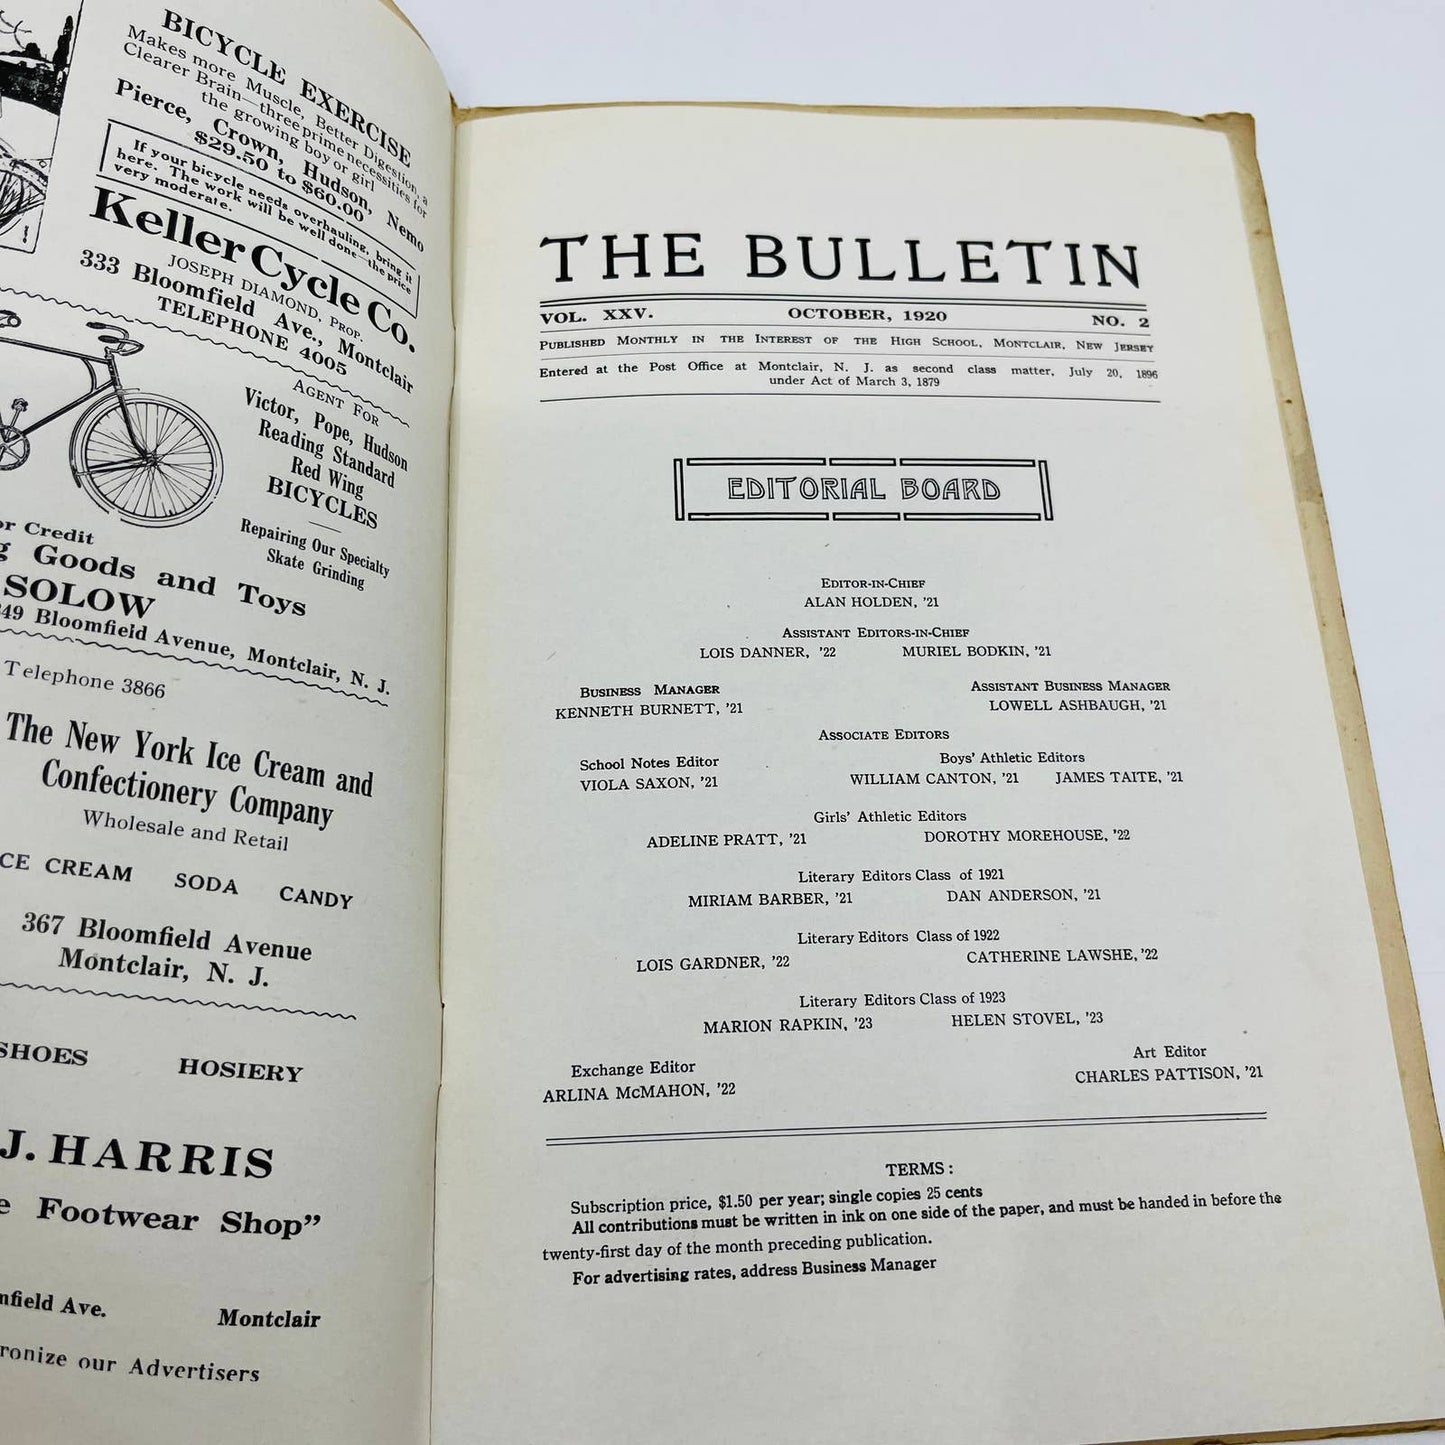 BICYCLE EXERCISE
Makes more Muscle, Better Digestion, a
Clearer Brain—three prime necessities for
the growing boy or girl
Pierce, Crown, Hudson, Nemo
$29.50 to $60.00
If your bicycle needs overhauling, bring it
here. The work will be well done—the price
very moderate.
Keller Cycle Co.
JOSEPH DIAMOND, PROP.
333 Bloomfield Ave., Montclair
TELEPHONE 4005
AGENT FOR
Victor, Pope, Hudson
Reading Standard
Red Wing
BICYCLES
Repairing Our Specialty
Skate Grinding
Credit
Goods and Toys
SOLOW
249 Bloomfield Avenue, Montclair, N. J.
Telephone 3866
The New York Ice Cream and
Confectionery Company
Wholesale and Retail
CE CREAM SODA CANDY
367 Bloomfield Avenue
Montclair, N. J.
SHOES HOSIERY
J. HARRIS
Footwear Shop”
mfield Ave. Montclair
ronize our Advertisers
THE BULLETIN
VOL. XXV. OCTOBER, 1920 NO. 2
PUBLISHED MONTHLY IN THE INTEREST OF THE HIGH SCHOOL, MONTCLAIR, NEW JERSEY
Entered at the Post Office at Montclair, N. J. as second class matter, July 20, 1896
under Act of March 3, 1879
EDITORIAL BOARD
EDITOR-IN-CHIEF
ALAN HOLDEN, '21
ASSISTANT EDITORS-IN-CHIEF
LOIS DANNER, '22 MURIEL BODKIN, '21
BUSINESS MANAGER ASSISTANT BUSINESS MANAGER
KENNETH BURNETT, '21 LOWELL ASHBAUGH, '21
ASSOCIATE EDITORS
School Notes Editor Boys' Athletic Editors
VIOLA SAXON, '21 WILLIAM CANTON, '21 JAMES TAITE, '21
Girls' Athletic Editors
ADELINE PRATT, '21 DOROTHY MOREHOUSE, '22
Literary Editors Class of 1921
MIRIAM BARBER, '21 DAN ANDERSON, '21
Literary Editors Class of 1922
LOIS GARDNER, '22 CATHERINE LAWSHE, '22
Literary Editors Class of 1923
MARION RAPKIN, '23 HELEN STOVEL, '23
Exchange Editor Art Editor
ARLINA McMAHON, '22 CHARLES PATTISON, '21
TERMS :
Subscription price, $1.50 per year; single copies 25 cents
All contributions must be written in ink on one side of the paper, and must be handed in before the
twenty-first day of the month preceding publication.
For advertising rates, address Business Manager